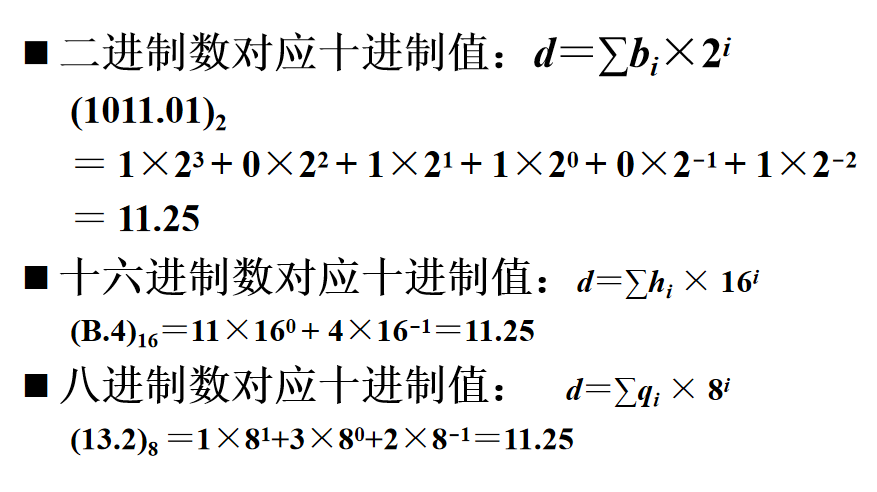 ■ 二进制数对应十进制值：d＝∑bᵢ×2ⁱ
(1011.01)₂
＝ 1×2³ + 0×2² + 1×2¹ + 1×2⁰ + 0×2⁻¹ + 1×2⁻²
＝ 11.25
■ 十六进制数对应十进制值：d＝∑hᵢ × 16ⁱ
(B.4)₁₆＝11×16⁰ + 4×16⁻¹＝11.25
■ 八进制数对应十进制值： d＝∑qᵢ × 8ⁱ
(13.2)₈ ＝1×8¹+3×8⁰+2×8⁻¹＝11.25